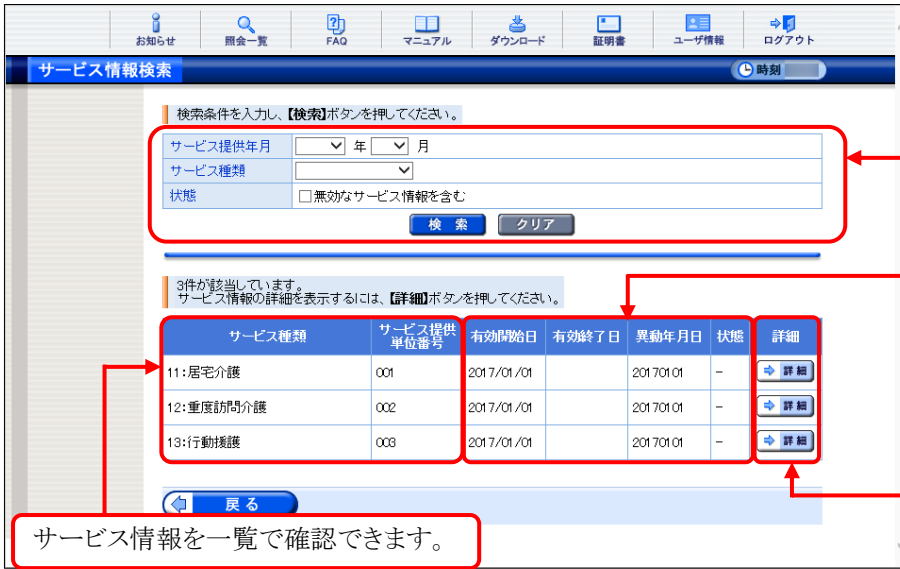 お知らせ 照会一覧 FAQ マニュアル ダウンロード 証明書 ユーザ情報 ログアウト
サービス情報検索 時刻
検索条件を入力し、【検索】ボタンを押してください。
サービス提供年月 年 月
サービス種類
状態 無効なサービス情報を含む
検 索 クリア
3件が該当しています。
サービス情報の詳細を表示するには、【詳細】ボタンを押してください。
サービス種類 サービス提供単位番号 有効開始日 有効終了日 異動年月日 状態 詳細
11:居宅介護 001 2017/01/01 20170101 - 詳細
12:重度訪問介護 002 2017/01/01 20170101 - 詳細
13:行動援護 003 2017/01/01 20170101 - 詳細
戻る
サービス情報を一覧で確認できます。